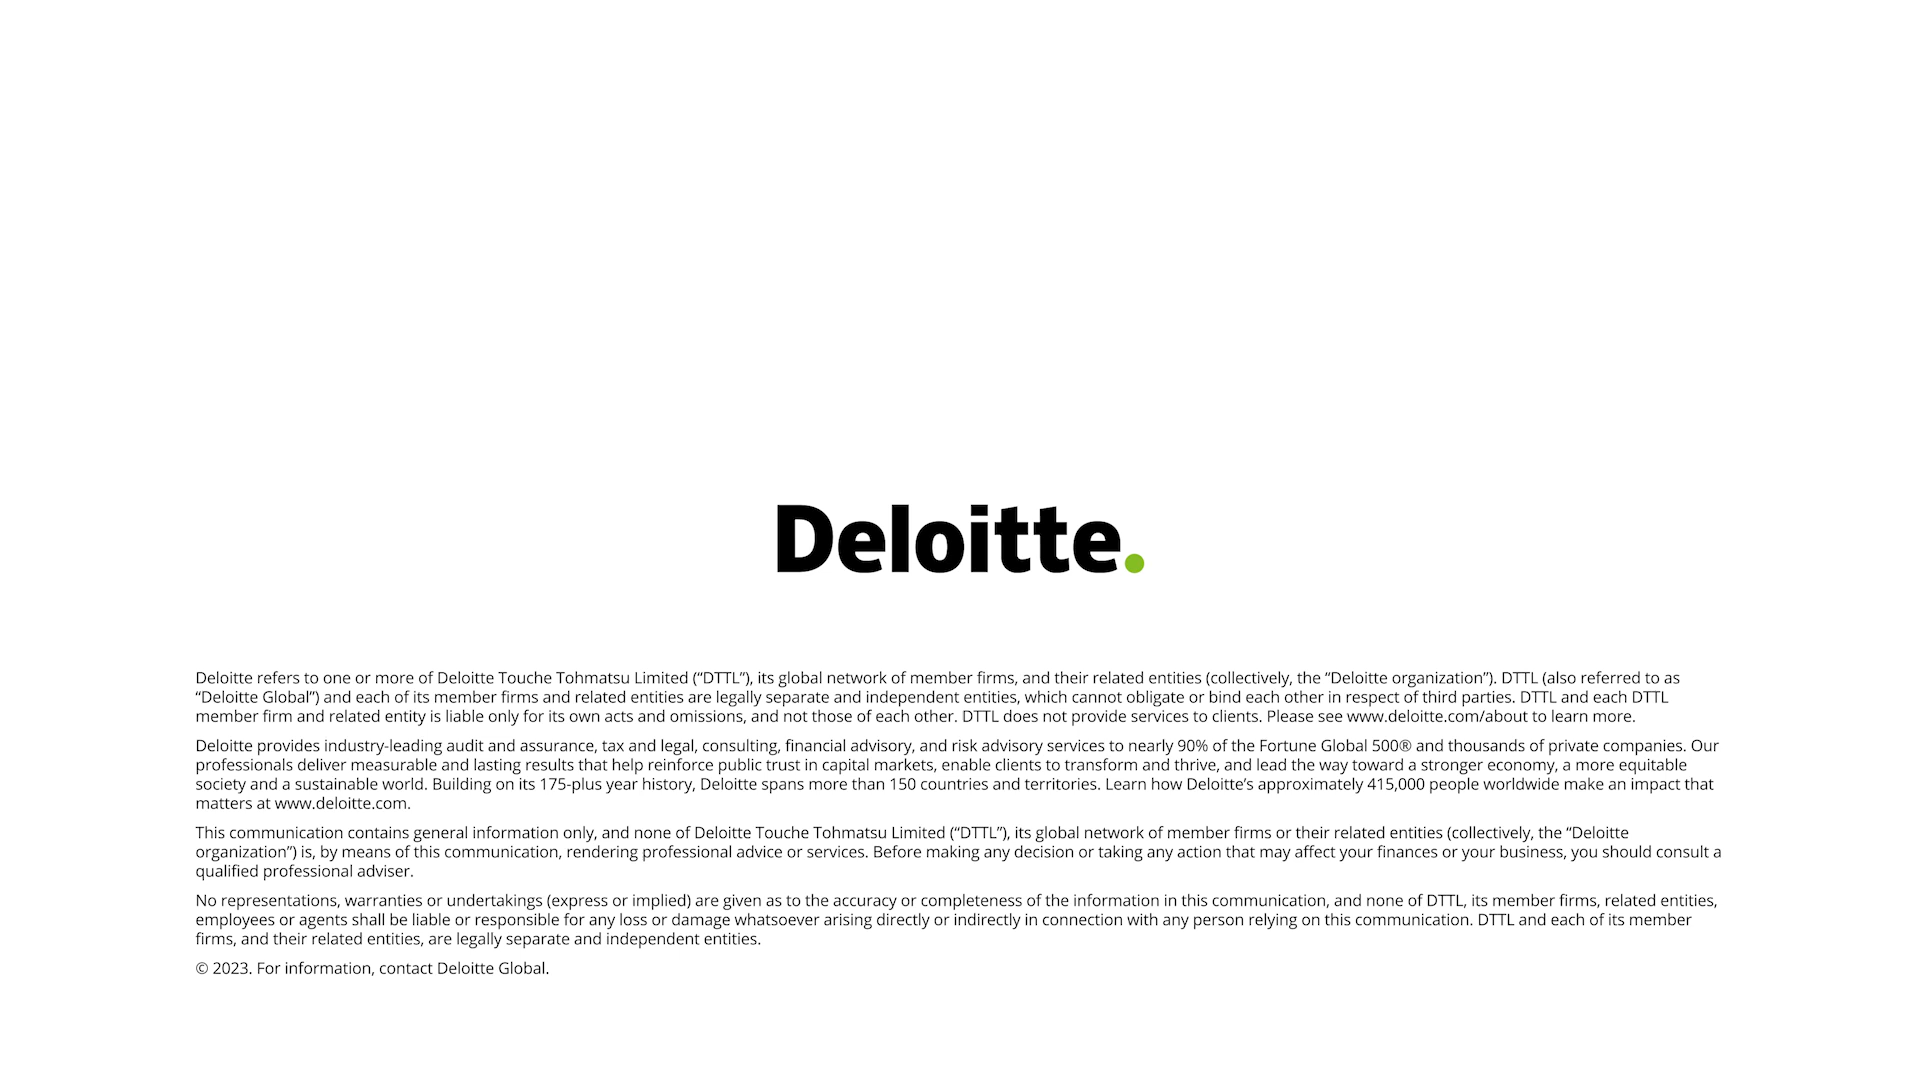 Deloitte.
Deloitte refers to one or more of Deloitte Touche Tohmatsu Limited (“DTTL”), its global network of member firms, and their related entities (collectively, the “Deloitte organization”). DTTL (also referred to as
“Deloitte Global”) and each of its member firms and related entities are legally separate and independent entities, which cannot obligate or bind each other in respect of third parties. DTTL and each DTTL
member firm and related entity is liable only for its own acts and omissions, and not those of each other. DTTL does not provide services to clients. Please see www.deloitte.com/about to learn more.
Deloitte provides industry-leading audit and assurance, tax and legal, consulting, financial advisory, and risk advisory services to nearly 90% of the Fortune Global 500® and thousands of private companies. Our
professionals deliver measurable and lasting results that help reinforce public trust in capital markets, enable clients to transform and thrive, and lead the way toward a stronger economy, a more equitable
society and a sustainable world. Building on its 175-plus year history, Deloitte spans more than 150 countries and territories. Learn how Deloitte’s approximately 415,000 people worldwide make an impact that
matters at www.deloitte.com.
This communication contains general information only, and none of Deloitte Touche Tohmatsu Limited (“DTTL”), its global network of member firms or their related entities (collectively, the “Deloitte
organization”) is, by means of this communication, rendering professional advice or services. Before making any decision or taking any action that may affect your finances or your business, you should consult a
qualified professional adviser.
No representations, warranties or undertakings (express or implied) are given as to the accuracy or completeness of the information in this communication, and none of DTTL, its member firms, related entities,
employees or agents shall be liable or responsible for any loss or damage whatsoever arising directly or indirectly in connection with any person relying on this communication. DTTL and each of its member
firms, and their related entities, are legally separate and independent entities.
© 2023. For information, contact Deloitte Global.